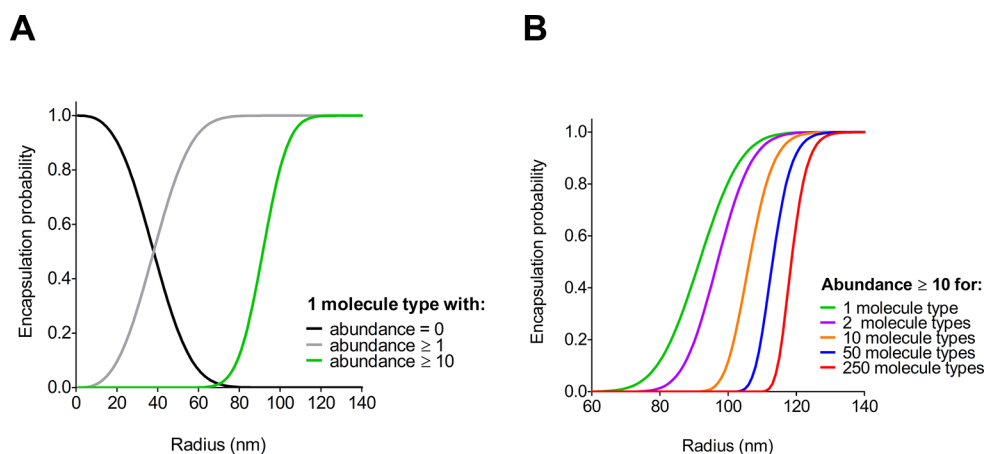 A
Encapsulation probability
1.0
0.8
0.6
0.4
0.2
0.0
0 20 40 60 80 100 120 140
Radius (nm)
1 molecule type with:
abundance = 0
abundance ≥ 1
abundance ≥ 10
B
Encapsulation probability
1.0
0.8
0.6
0.4
0.2
0.0
60 80 100 120 140
Radius (nm)
Abundance ≥ 10 for:
1 molecule type
2 molecule types
10 molecule types
50 molecule types
250 molecule types